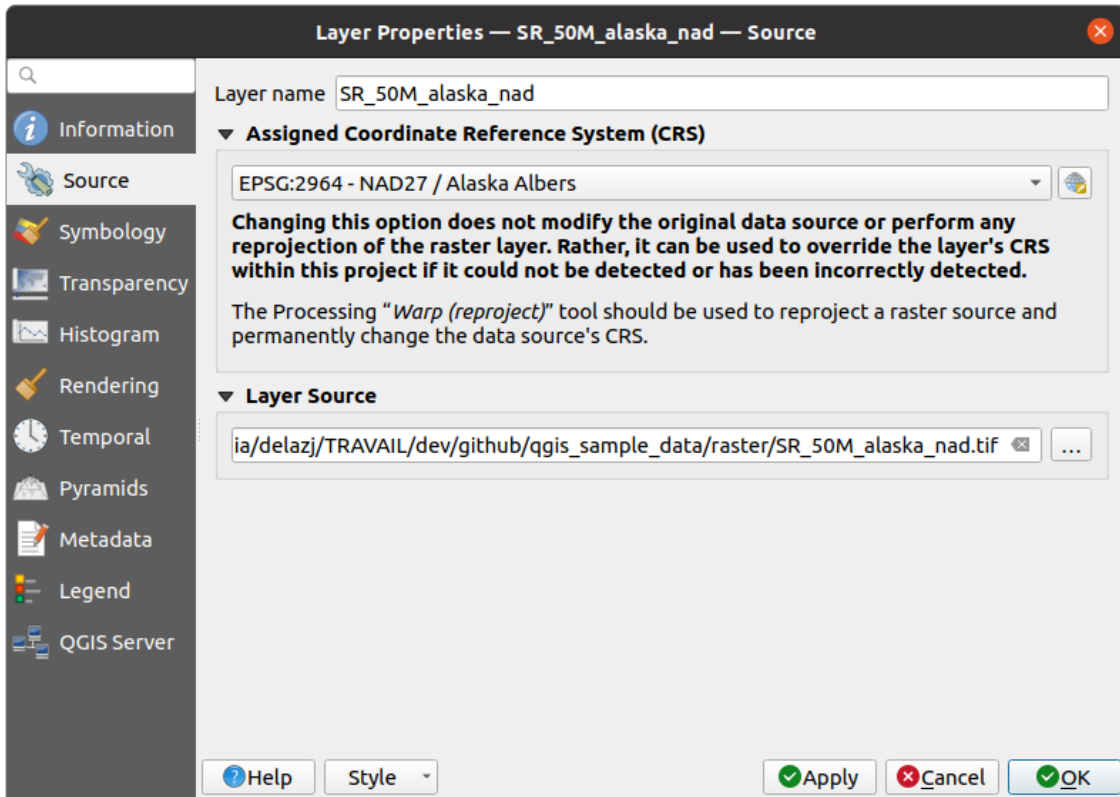 Layer Properties — SR_50M_alaska_nad — Source
Information
Source
Symbology
Transparency
Histogram
Rendering
Temporal
Pyramids
Metadata
Legend
QGIS Server
Layer name SR_50M_alaska_nad
Assigned Coordinate Reference System (CRS)
EPSG:2964 - NAD27 / Alaska Albers
Changing this option does not modify the original data source or perform any
reprojection of the raster layer. Rather, it can be used to override the layer's CRS
within this project if it could not be detected or has been incorrectly detected.
The Processing “Warp (reproject)” tool should be used to reproject a raster source and
permanently change the data source's CRS.
Layer Source
ia/delazj/TRAVAIL/dev/github/qgis_sample_data/raster/SR_50M_alaska_nad.tif ...
Help Style Apply Cancel OK